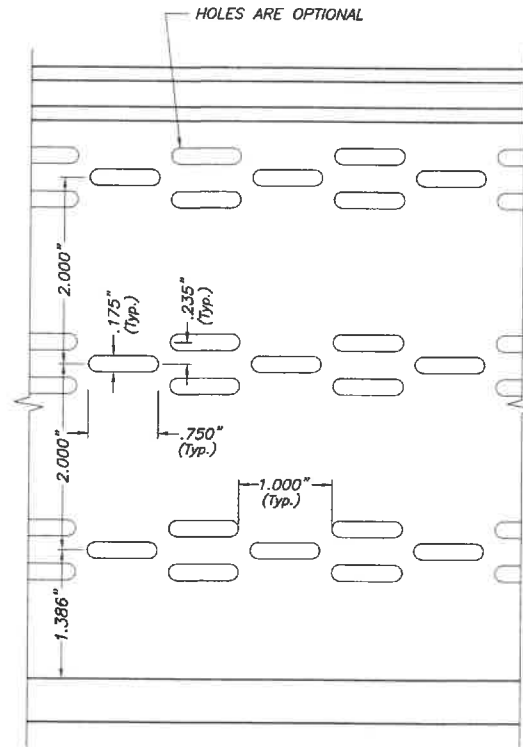 HOLES ARE OPTIONAL
2.000"
.175"
(Typ.)
.235"
(Typ.)
2.000"
.750"
(Typ.)
1.000"
(Typ.)
1.386"